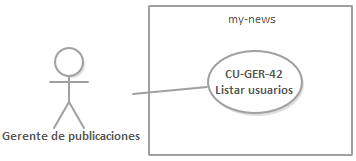 my-news
CU-GER-42
Listar usuarios
Gerente de publicaciones